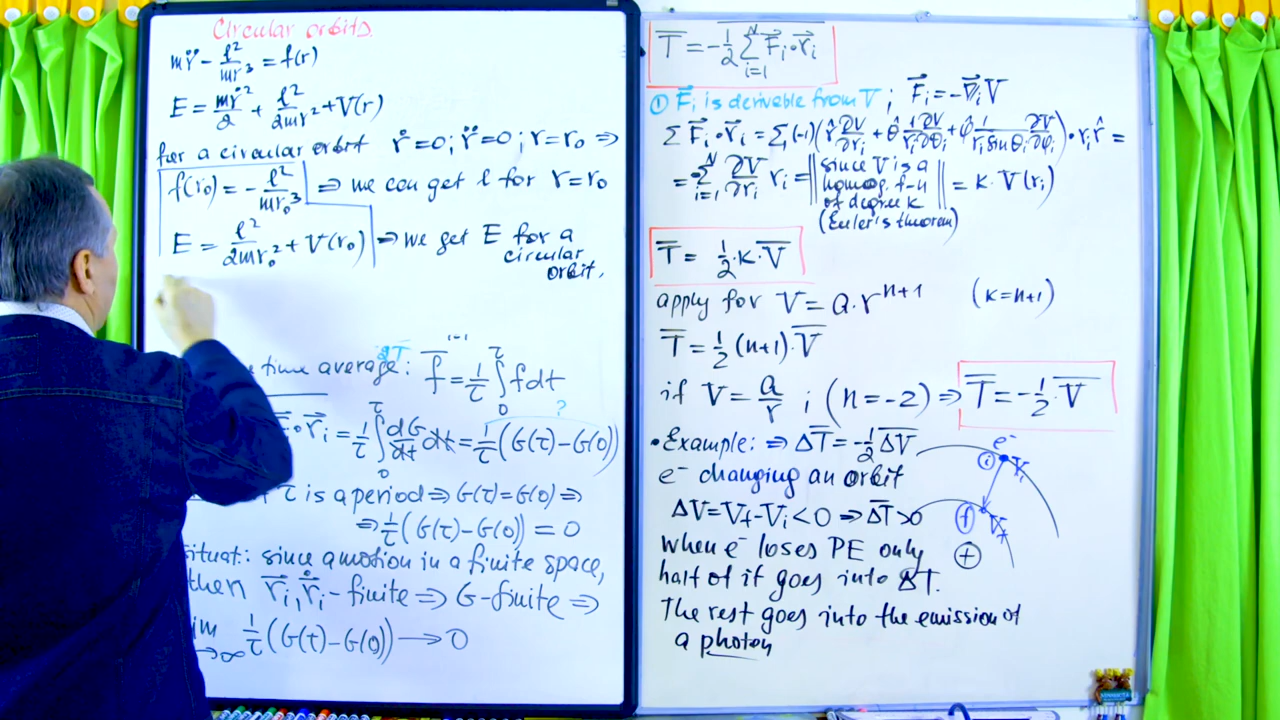 Circular orbits
mr̈ - ℓ²/mr³ = f(r)
E = mṙ²/2 + ℓ²/2mr² + V(r)
for a circular orbit ṙ=0; r̈=0; r=r₀ ⇒
f(r₀) = -ℓ²/mr₀³ ⇒ we can get ℓ for r=r₀
E = ℓ²/2mr₀² + V(r₀) ⇒ we get E for a
circular
orbit.
time average: f̅ = 1/τ ∫₀^τ f dt
2T
i=1
·r⃗ᵢ = 1/τ ∫₀^τ dG/dt dt = 1/τ (G(τ)-G(0))
?
τ is a period ⇒ G(τ)=G(0) ⇒
⇒ 1/τ (G(τ)-G(0)) = 0
situat.: since a motion in a finite space,
then r⃗ᵢ, r⃗̇ᵢ - finite ⇒ G-finite ⇒
→∞ 1/τ (G(τ)-G(0)) → 0
T̅ = -1/2 \overline{Σᵢ₌₁ᴺ F⃗ᵢ·r⃗ᵢ}
① F⃗ᵢ is derivable from V; F⃗ᵢ = -∇⃗ᵢV
Σ F⃗ᵢ·r⃗ᵢ = Σᵢ(-1)(r̂ ∂V/∂rᵢ + θ̂ 1/rᵢ ∂V/∂θᵢ + φ̂ 1/(rᵢ sinθᵢ) ∂V/∂φᵢ)·rᵢr̂ =
= Σᵢ₌₁ᴺ ∂V/∂rᵢ rᵢ = ‖since V is a
homog. f-n
of degree k‖ = k·V(rᵢ)
(Euler's theorem)
T̅ = 1/2·k·V̅
apply for V = a·rⁿ⁺¹ (k=n+1)
T̅ = 1/2 (n+1)·V̅
if V = a/r ; (n=-2) ⇒ T̅ = -1/2·V̅
• Example: ⇒ ΔT̅ = -1/2 ΔV̅
e⁻ changing an orbit
ΔV = V_f - V_i < 0 ⇒ ΔT̅ > 0
when e⁻ loses PE only
half of it goes into ΔT.
The rest goes into the emission of
a photon
e⁻
i Vᵢ
f V_f
+